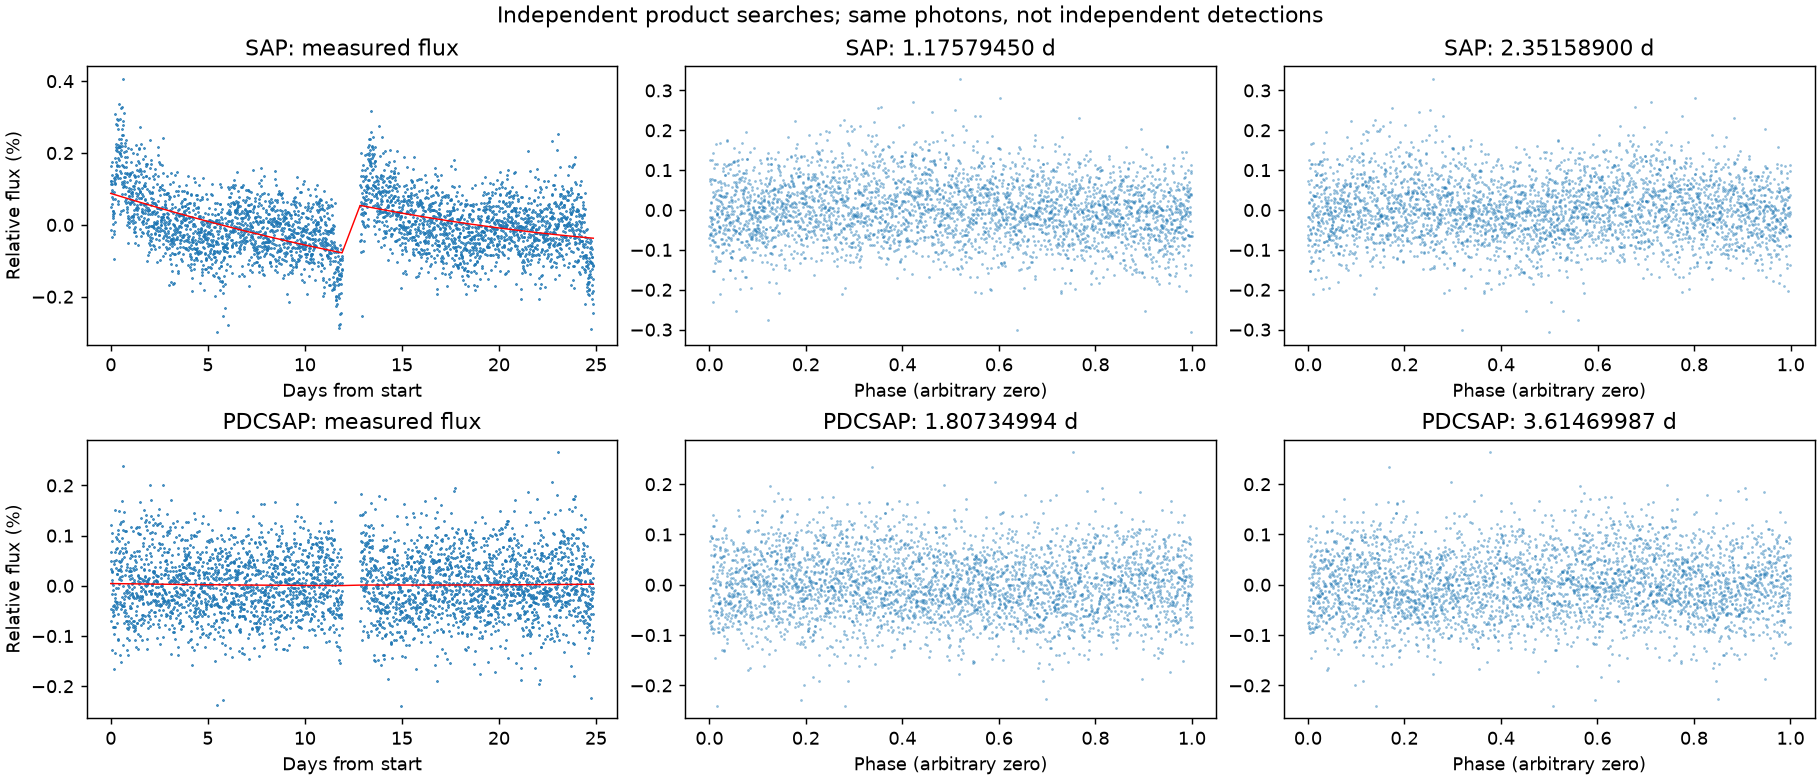 Independent product searches; same photons, not independent detections
SAP: measured flux
SAP: 1.17579450 d
SAP: 2.35158900 d
Relative flux (%)
0.4
0.2
0.0
−0.2
0 5 10 15 20 25
Days from start
0.3
0.2
0.1
0.0
−0.1
−0.2
−0.3
0.0 0.2 0.4 0.6 0.8 1.0
Phase (arbitrary zero)
0.3
0.2
0.1
0.0
−0.1
−0.2
−0.3
0.0 0.2 0.4 0.6 0.8 1.0
Phase (arbitrary zero)
PDCSAP: measured flux
PDCSAP: 1.80734994 d
PDCSAP: 3.61469987 d
Relative flux (%)
0.2
0.1
0.0
−0.1
−0.2
0 5 10 15 20 25
Days from start
0.2
0.1
0.0
−0.1
−0.2
0.0 0.2 0.4 0.6 0.8 1.0
Phase (arbitrary zero)
0.2
0.1
0.0
−0.1
−0.2
0.0 0.2 0.4 0.6 0.8 1.0
Phase (arbitrary zero)